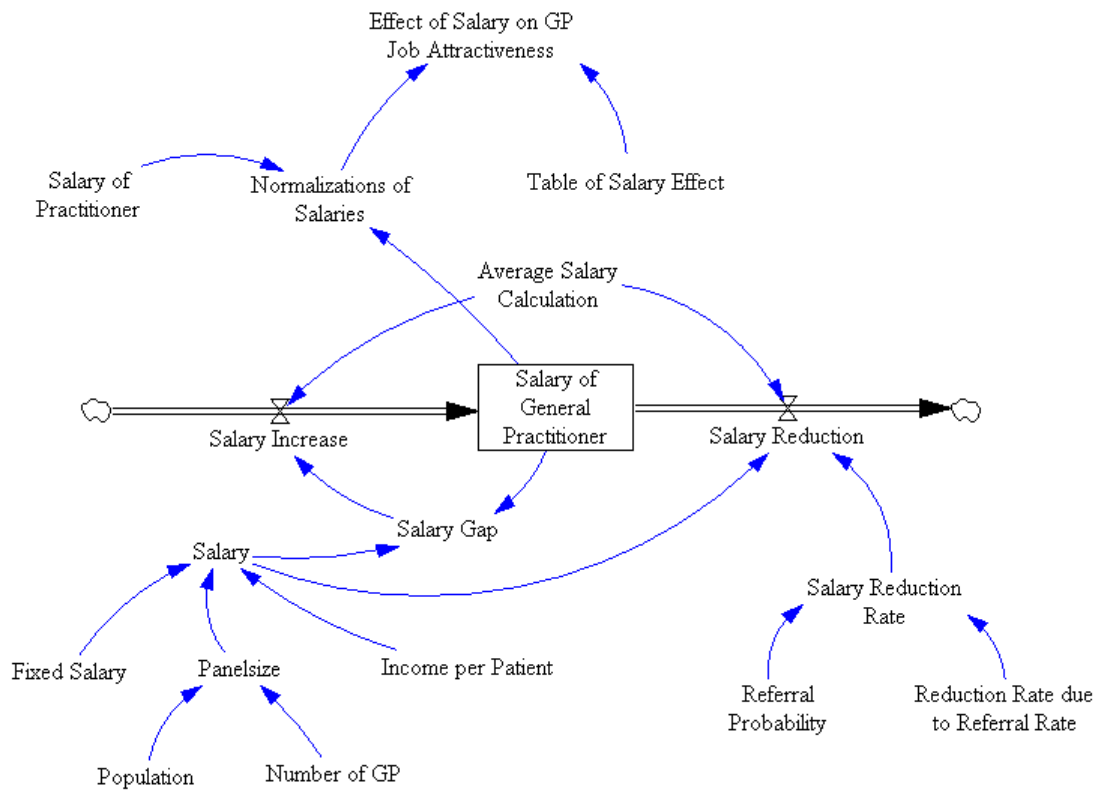 Effect of Salary on GP
Job Attractiveness
Salary of
Practitioner
Normalizations of
Salaries
Table of Salary Effect
Average Salary
Calculation
Salary of
General
Practitioner
Salary Increase
Salary Reduction
Salary Gap
Salary
Salary Reduction
Rate
Fixed Salary
Panelsize
Income per Patient
Referral
Probability
Reduction Rate due
to Referral Rate
Population
Number of GP